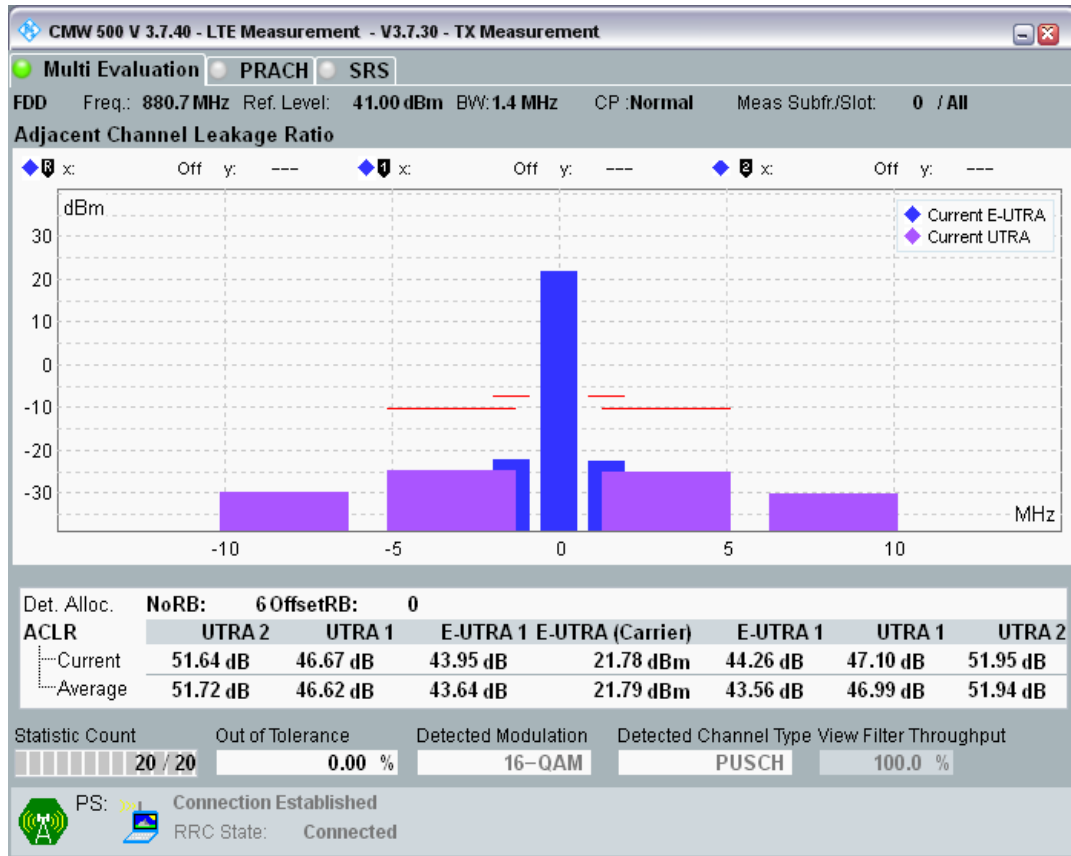 CMW 500 V 3.7.40 - LTE Measurement - V3.7.30 - TX Measurement
Multi Evaluation PRACH SRS
FDD Freq.: 880.7 MHz Ref. Level: 41.00 dBm BW: 1.4 MHz CP :Normal Meas Subfr./Slot: 0 / All
Adjacent Channel Leakage Ratio
R x: Off y: --- 1 x: Off y: --- 2 x: Off y: ---
dBm
Current E-UTRA
Current UTRA
30
20
10
0
-10
-20
-30
MHz
-10 -5 0 5 10
Det. Alloc. NoRB: 6 OffsetRB: 0
ACLR UTRA 2 UTRA 1 E-UTRA 1 E-UTRA (Carrier) E-UTRA 1 UTRA 1 UTRA 2
Current 51.64 dB 46.67 dB 43.95 dB 21.78 dBm 44.26 dB 47.10 dB 51.95 dB
Average 51.72 dB 46.62 dB 43.64 dB 21.79 dBm 43.56 dB 46.99 dB 51.94 dB
Statistic Count Out of Tolerance Detected Modulation Detected Channel Type View Filter Throughput
20 / 20 0.00 % 16-QAM PUSCH 100.0 %
PS: Connection Established
RRC State: Connected